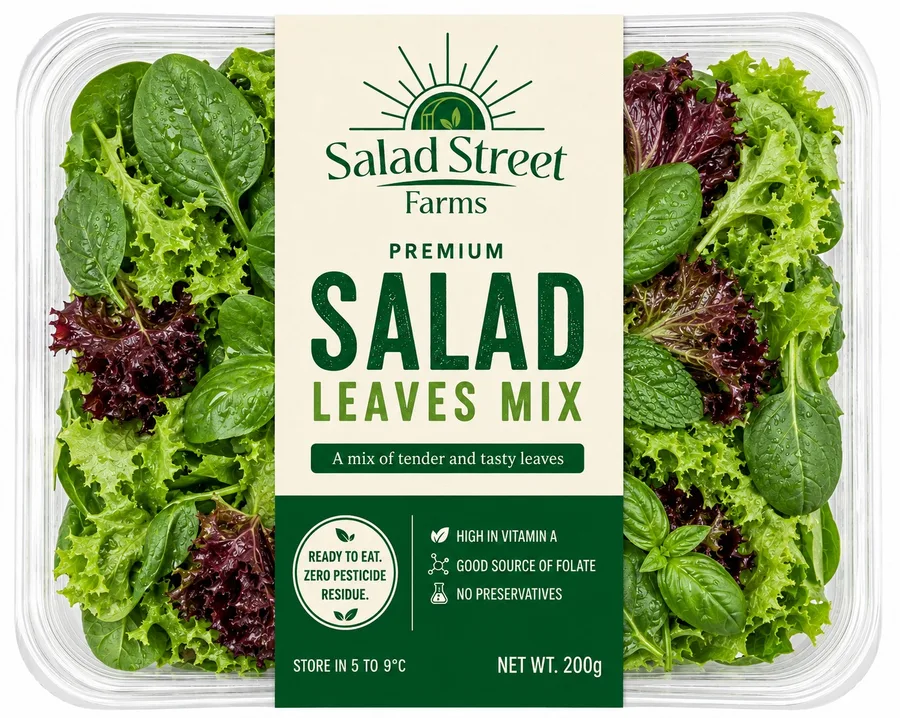 Salad Street
Farms
PREMIUM
SALAD
LEAVES MIX
A mix of tender and tasty leaves
READY TO EAT.
ZERO PESTICIDE
RESIDUE.
HIGH IN VITAMIN A
GOOD SOURCE OF FOLATE
NO PRESERVATIVES
STORE IN 5 TO 9°C
NET WT. 200g